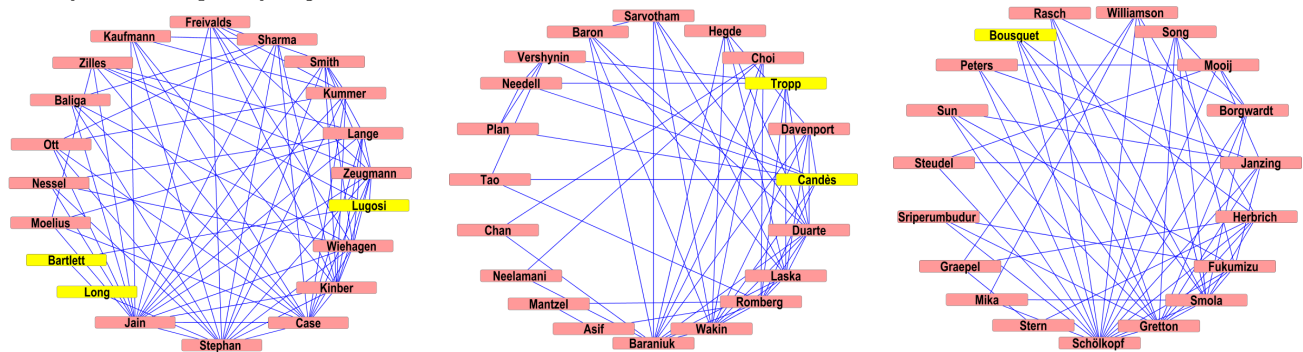 Freivalds
Kaufmann
Sharma
Zilles
Smith
Baliga
Kummer
Ott
Lange
Nessel
Zeugmann
Moelius
Lugosi
Bartlett
Wiehagen
Long
Kinber
Jain
Case
Stephan
Sarvotham
Baron
Hegde
Vershynin
Choi
Needell
Tropp
Plan
Davenport
Tao
Candès
Chan
Duarte
Neelamani
Laska
Mantzel
Romberg
Asif
Wakin
Baraniuk
Rasch
Williamson
Bousquet
Song
Peters
Mooij
Sun
Borgwardt
Steudel
Janzing
Sriperumbudur
Herbrich
Graepel
Fukumizu
Mika
Smola
Stern
Gretton
Schölkopf